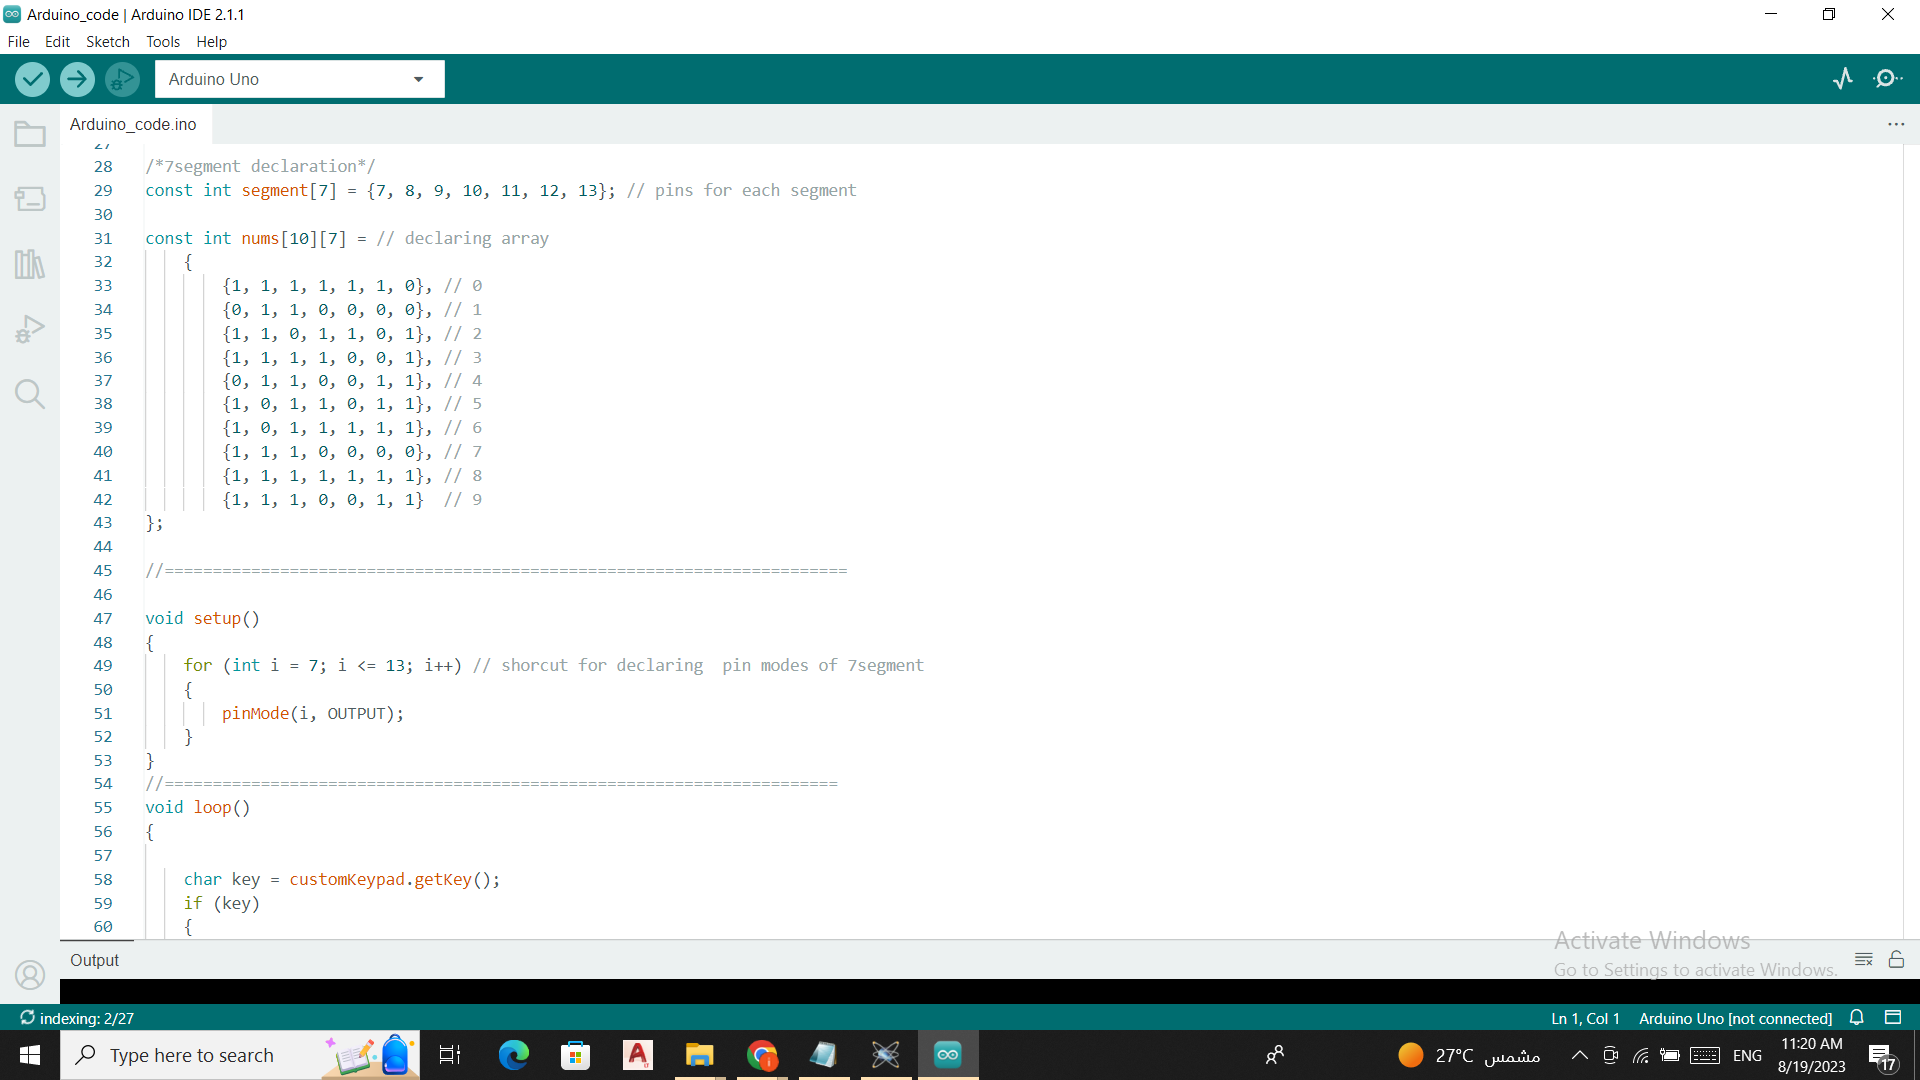 Arduino_code | Arduino IDE 2.1.1
File Edit Sketch Tools Help
Arduino Uno
Arduino_code.ino
27
28 /*7segment declaration*/
29 const int segment[7] = {7, 8, 9, 10, 11, 12, 13}; // pins for each segment
30
31 const int nums[10][7] = // declaring array
32 {
33 {1, 1, 1, 1, 1, 1, 0}, // 0
34 {0, 1, 1, 0, 0, 0, 0}, // 1
35 {1, 1, 0, 1, 1, 0, 1}, // 2
36 {1, 1, 1, 1, 0, 0, 1}, // 3
37 {0, 1, 1, 0, 0, 1, 1}, // 4
38 {1, 0, 1, 1, 0, 1, 1}, // 5
39 {1, 0, 1, 1, 1, 1, 1}, // 6
40 {1, 1, 1, 0, 0, 0, 0}, // 7
41 {1, 1, 1, 1, 1, 1, 1}, // 8
42 {1, 1, 1, 0, 0, 1, 1} // 9
43 };
44
45 //=======================================================================
46
47 void setup()
48 {
49 for (int i = 7; i <= 13; i++) // shorcut for declaring  pin modes of 7segment
50 {
51 pinMode(i, OUTPUT);
52 }
53 }
54 //======================================================================
55 void loop()
56 {
57
58 char key = customKeypad.getKey();
59 if (key)
60 {
Output
Activate Windows
Go to Settings to activate Windows.
indexing: 2/27
Ln 1, Col 1 Arduino Uno [not connected]
Type here to search
27°C مشمس
ENG
11:20 AM
8/19/2023
17